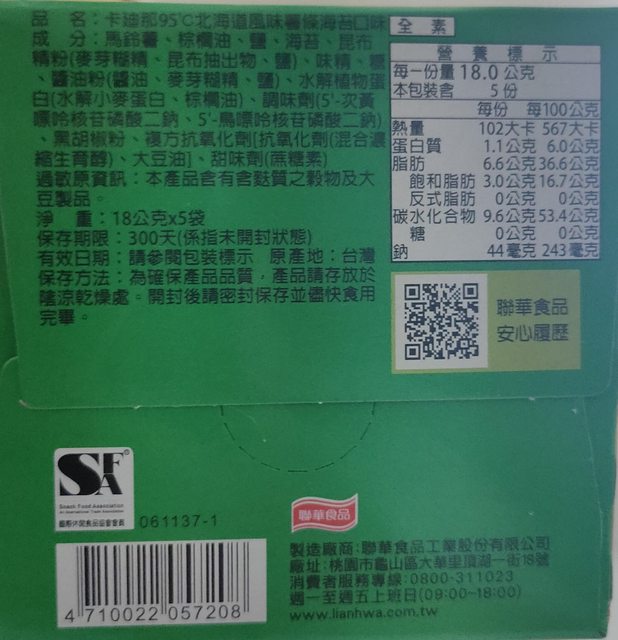 品　名：卡廸那95℃北海道風味薯條海苔口味
成　分：馬鈴薯、棕櫚油、鹽、海苔、昆布
精粉(麥芽糊精、昆布抽出物、鹽)、味精、糖
、醬油粉(醬油、麥芽糊精、鹽)、水解植物蛋
白(水解小麥蛋白、棕櫚油)、調味劑(5'-次黃
嘌呤核苷磷酸二鈉、5'-鳥嘌呤核苷磷酸二鈉)
、黑胡椒粉、複方抗氧化劑[抗氧化劑(混合濃
縮生育醇)、大豆油]、甜味劑(蔗糖素)
過敏原資訊：本產品含有含麩質之穀物及大
豆製品。
淨　重：18公克x5袋
保存期限：300天(係指未開封狀態)
有效日期：請參閱包裝標示　原產地：台灣
保存方法：為確保產品品質，產品請存放於
陰涼乾燥處。開封後請密封保存並儘快食用
完畢。
全 素
營 養 標 示
每一份量 18.0 公克
本包裝含　5 份
每份　每100公克
熱量　102大卡 567大卡
蛋白質　1.1公克 6.0公克
脂肪　6.6公克 36.6公克
飽和脂肪 3.0公克 16.7公克
反式脂肪 0公克 0公克
碳水化合物 9.6公克 53.4公克
糖　0公克 0公克
鈉　44 毫克 243 毫克
聯華食品
安心履歷
SFA
Snack Food Association
An International Trade Association
國際休閒食品協會會員
061137-1
4 710022 057208
聯華食品
製造廠商：聯華食品工業股份有限公司
廠址：桃園市龜山區大華里頂湖一街18號
消費者服務專線：0800-311023
週一至週五上班日(09:00~18:00)
www.lianhwa.com.tw